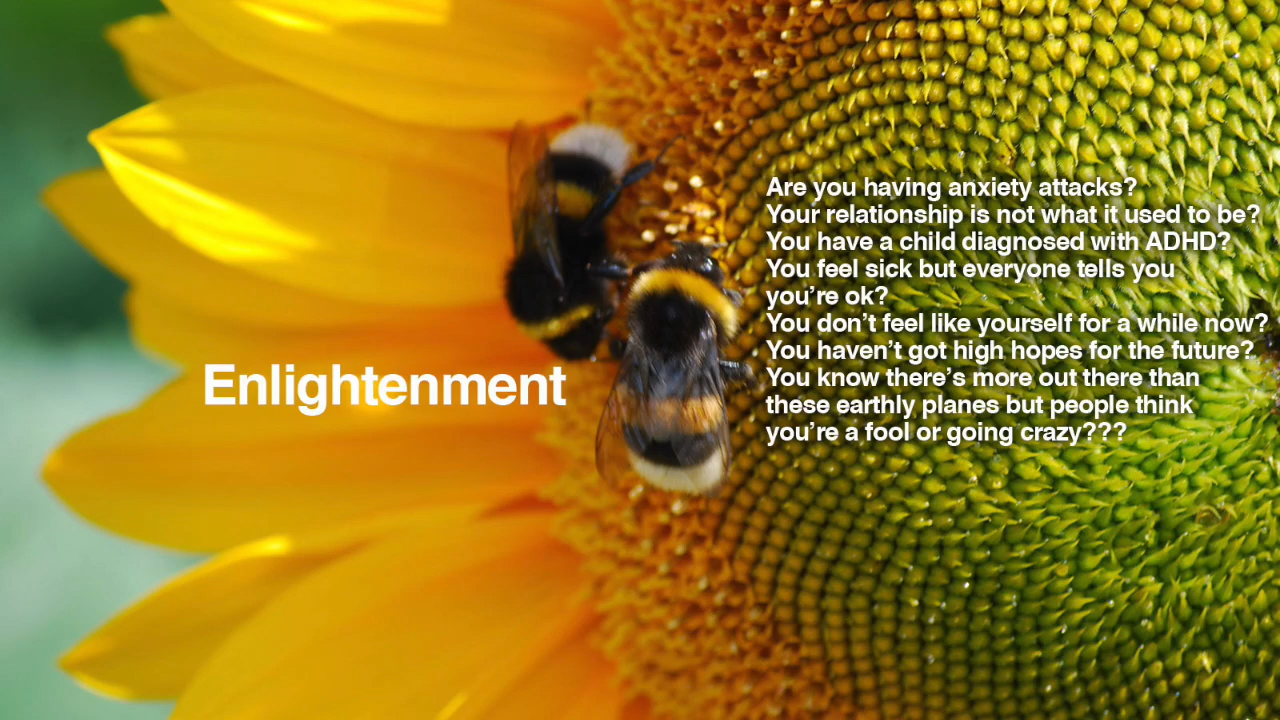 Enlightenment
Are you having anxiety attacks?
Your relationship is not what it used to be?
You have a child diagnosed with ADHD?
You feel sick but everyone tells you
you’re ok?
You don’t feel like yourself for a while now?
You haven’t got high hopes for the future?
You know there’s more out there than
these earthly planes but people think
you’re a fool or going crazy???